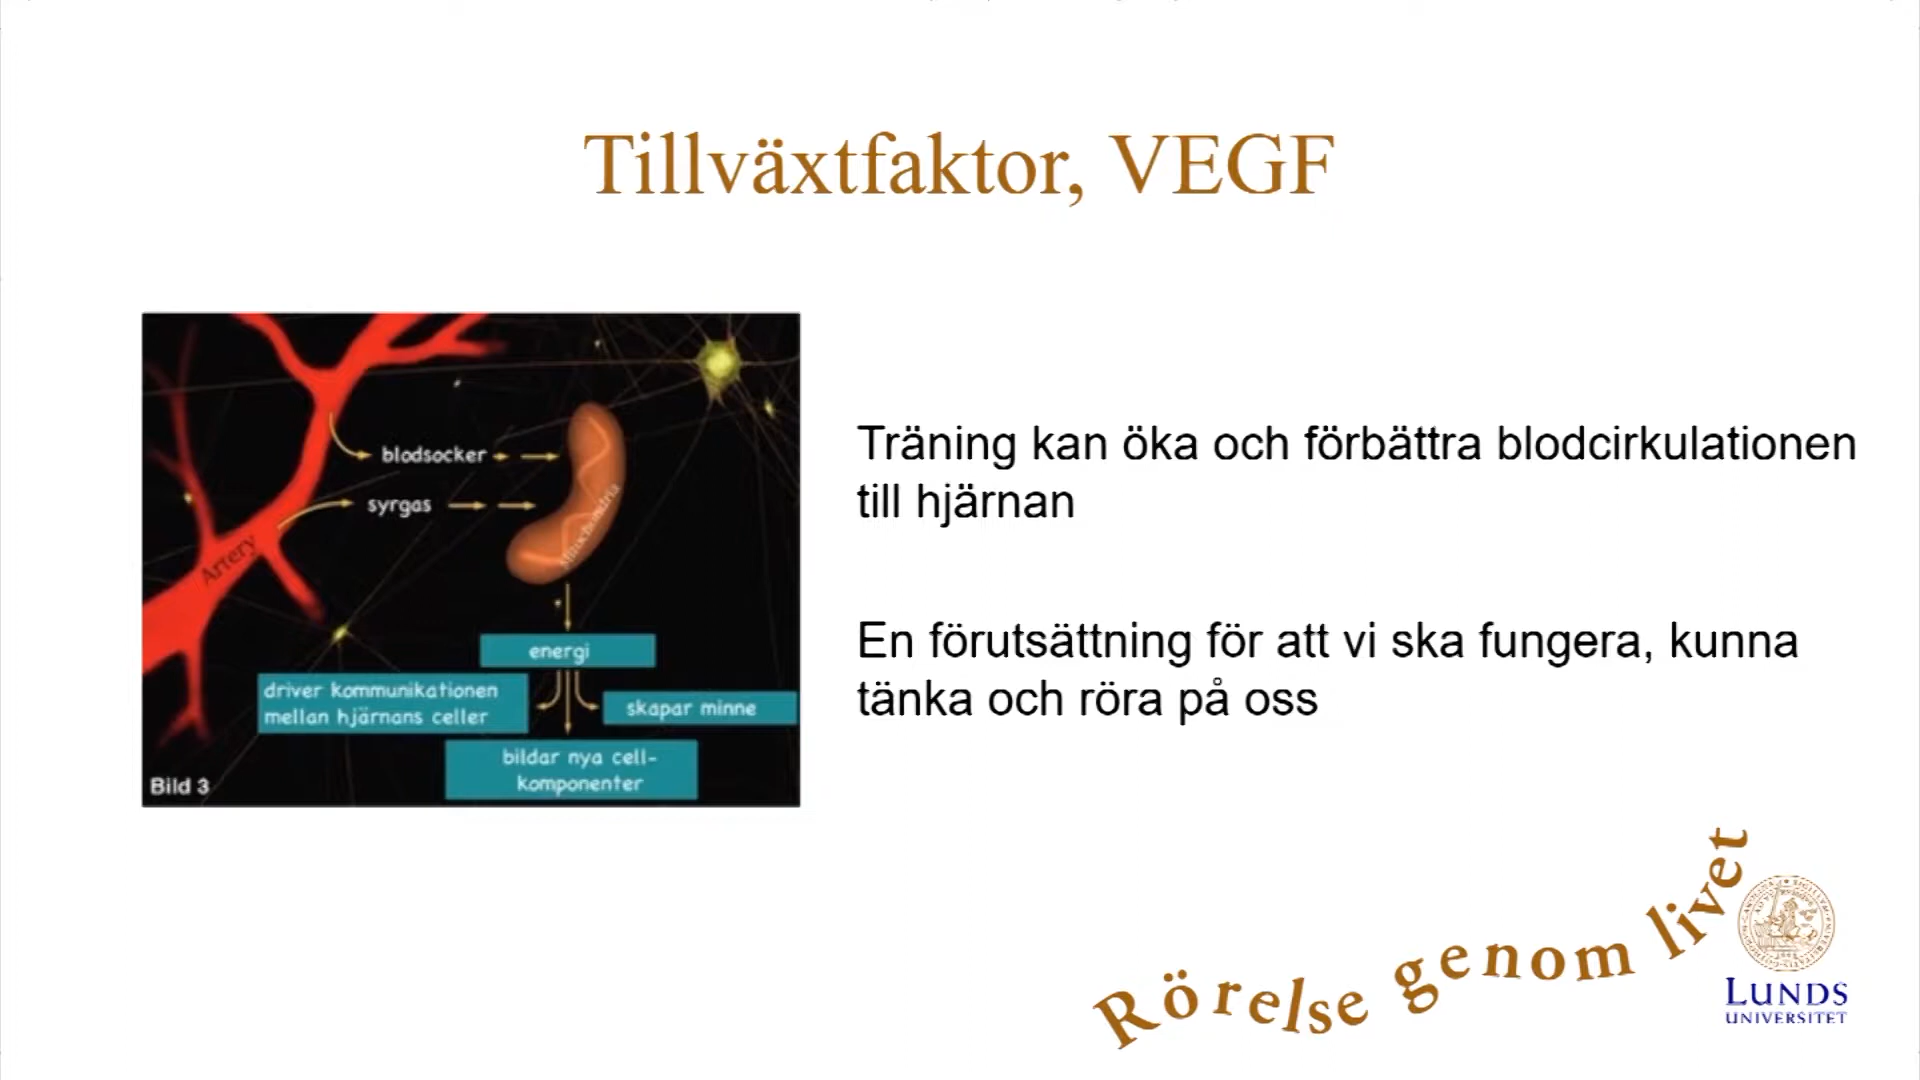 Tillväxtfaktor, VEGF
blodsocker
syrgas
Artery
Mitochondria
energi
driver kommunikationen
mellan hjärnans celler
skapar minne
bildar nya cell-
komponenter
Bild 3
Träning kan öka och förbättra blodcirkulationen
till hjärnan
En förutsättning för att vi ska fungera, kunna
tänka och röra på oss
Rörelse genom livet
LUNDS
UNIVERSITET